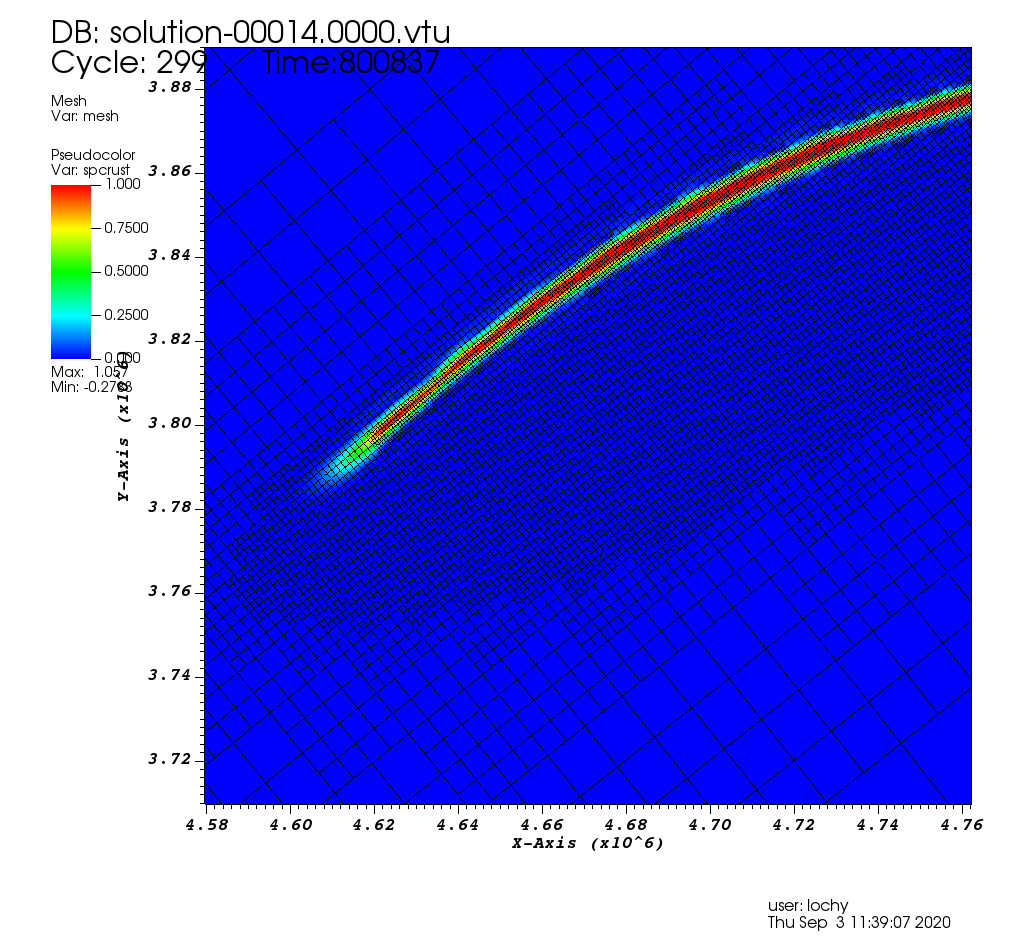 DB: solution-00014.0000.vtu
Cycle: 299 Time:800837
Mesh
Var: mesh
Pseudocolor
Var: spcrust
1.000
0.7500
0.5000
0.2500
0.000
Max: 1.057
Min: -0.2793
3.88
3.86
3.84
3.82
3.80
3.78
3.76
3.74
3.72
Y-Axis (x10^6)
4.58 4.60 4.62 4.64 4.66 4.68 4.70 4.72 4.74 4.76
X-Axis (x10^6)
user: lochy
Thu Sep 3 11:39:07 2020